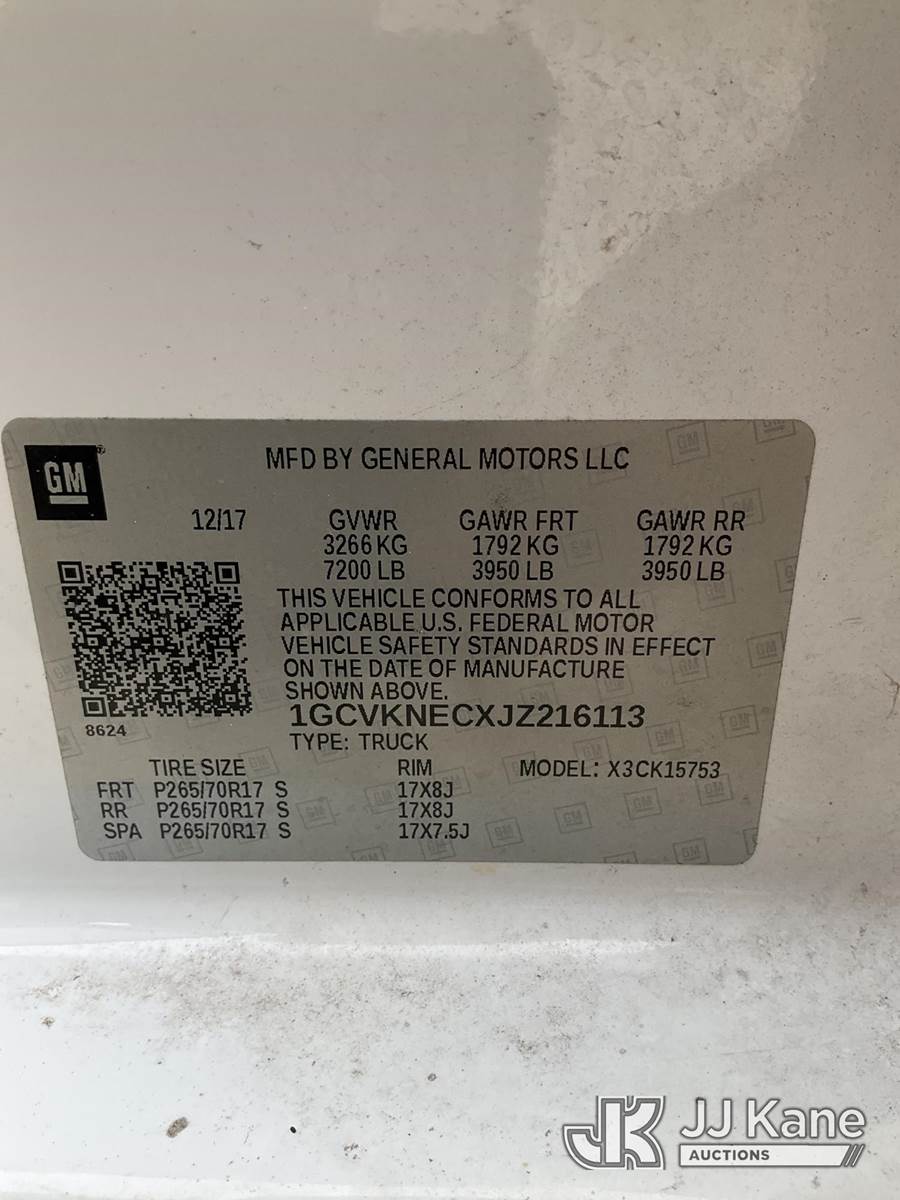 GM
MFD BY GENERAL MOTORS LLC
12/17 GVWR GAWR FRT GAWR RR
3266 KG 1792 KG 1792 KG
7200 LB 3950 LB 3950 LB
THIS VEHICLE CONFORMS TO ALL
APPLICABLE U.S. FEDERAL MOTOR
VEHICLE SAFETY STANDARDS IN EFFECT
ON THE DATE OF MANUFACTURE
SHOWN ABOVE.
8624
1GCVKNECXJZ216113
TYPE: TRUCK
TIRE SIZE RIM MODEL: X3CK15753
FRT P265/70R17 S 17X8J
RR P265/70R17 S 17X8J
SPA P265/70R17 S 17X7.5J
JK JJ Kane
AUCTIONS